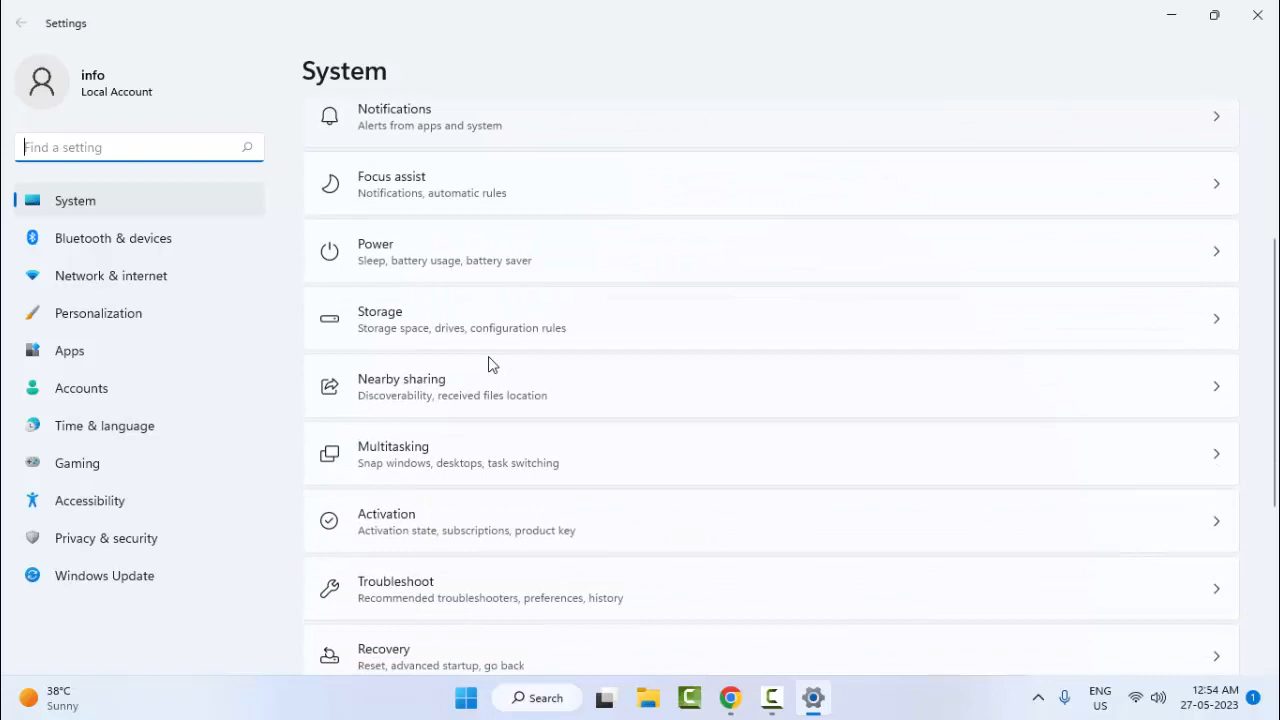 Settings
info
Local Account
Find a setting
System
Bluetooth & devices
Network & internet
Personalization
Apps
Accounts
Time & language
Gaming
Accessibility
Privacy & security
Windows Update
System
Notifications
Alerts from apps and system
Focus assist
Notifications, automatic rules
Power
Sleep, battery usage, battery saver
Storage
Storage space, drives, configuration rules
Nearby sharing
Discoverability, received files location
Multitasking
Snap windows, desktops, task switching
Activation
Activation state, subscriptions, product key
Troubleshoot
Recommended troubleshooters, preferences, history
Recovery
Reset, advanced startup, go back
38°C
Sunny
Search
ENG
US
12:54 AM
27-05-2023
1